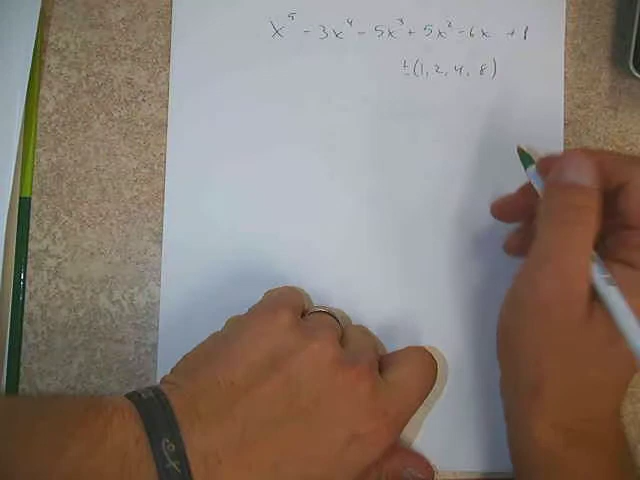 x⁵ - 3x⁴ - 5x³ + 5x² - 6x + 8
±(1, 2, 4, 8)